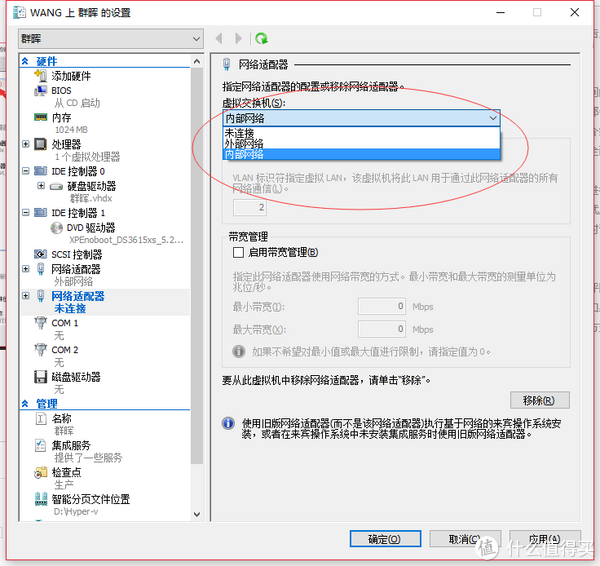 WANG 上 群晖 的设置
群晖
硬件
添加硬件
BIOS
从 CD 启动
内存
1024 MB
处理器
1 个虚拟处理器
IDE 控制器 0
硬盘驱动器
群晖.vhdx
IDE 控制器 1
DVD 驱动器
XPEnoboot_DS3615xs_5.2...
SCSI 控制器
网络适配器
外部网络
网络适配器
未连接
COM 1
无
COM 2
无
磁盘驱动器
无
管理
名称
群晖
集成服务
提供了一些服务
检查点
生产
智能分页文件位置
D:\Hyper-v
网络适配器
指定网络适配器的配置或移除网络适配器。
虚拟交换机(S):
内部网络
未连接
外部网络
内部网络
VLAN 标识符指定虚拟 LAN，该虚拟机将此 LAN 用于通过此网络适配器的所有
网络通信(L)。
2
带宽管理
启用带宽管理(B)
指定此网络适配器使用网络带宽的方式。最小带宽和最大带宽的测量单位为
兆位/秒。
最小带宽(I):
0 Mbps
最大带宽(X):
0 Mbps
如果不希望对最小值或最大值进行限制，请指定值为 0。
要从此虚拟机中移除网络适配器，请单击"移除"。
移除(R)
使用旧版网络适配器(而不是该网络适配器)执行基于网络的来宾操作系统安
装，或者在来宾操作系统中未安装集成服务时使用旧版网络适配器。
确定(O)
取消(C)
应用(A)
值 什么值得买